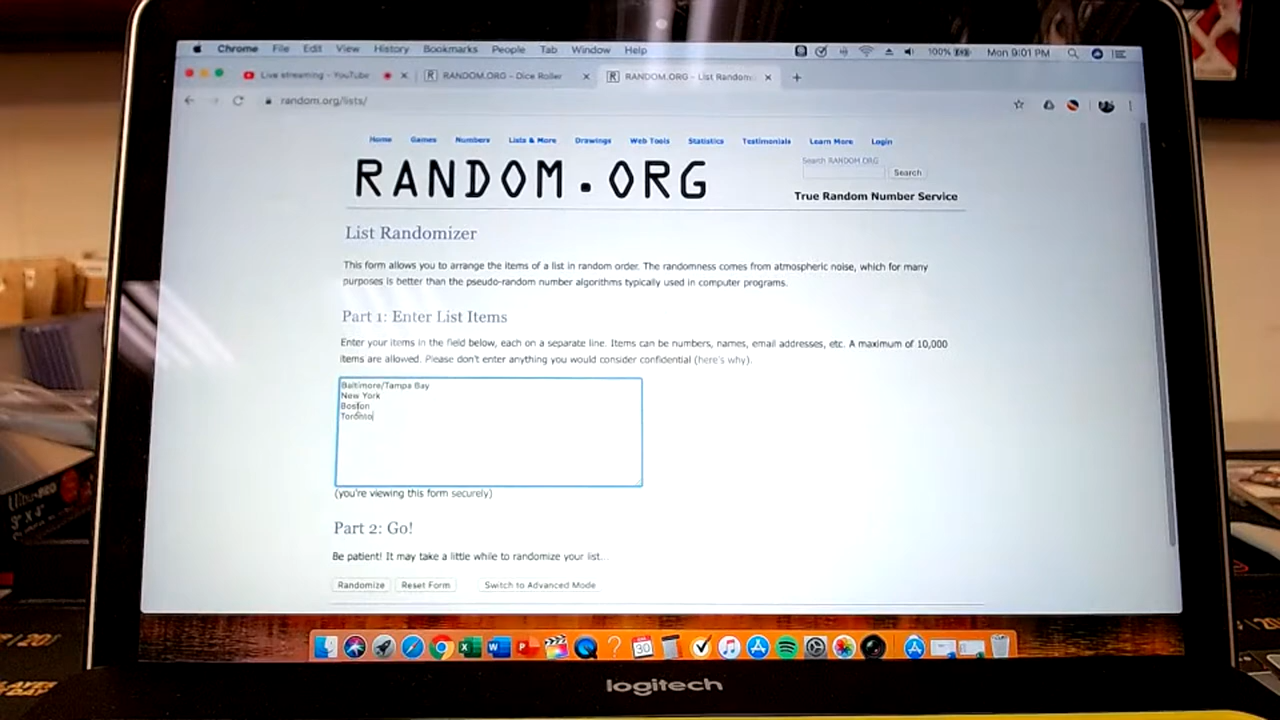 Chrome File Edit View History Bookmarks People Tab Window Help 100% Mon 9:01 PM
Live streaming - YouTube RANDOM.ORG - Dice Roller RANDOM.ORG - List Random
random.org/lists/
Home Games Numbers Lists & More Drawings Web Tools Statistics Testimonials Learn More Login
RANDOM.ORG
Search RANDOM.ORG
Search
True Random Number Service
List Randomizer
This form allows you to arrange the items of a list in random order. The randomness comes from atmospheric noise, which for many
purposes is better than the pseudo-random number algorithms typically used in computer programs.
Part 1: Enter List Items
Enter your items in the field below, each on a separate line. Items can be numbers, names, email addresses, etc. A maximum of 10,000
items are allowed. Please don't enter anything you would consider confidential (here's why).
Baltimore/Tampa Bay
New York
Boston
Toronto
(you're viewing this form securely)
Part 2: Go!
Be patient! It may take a little while to randomize your list...
Randomize Reset Form Switch to Advanced Mode
30
logitech
3" X 4"